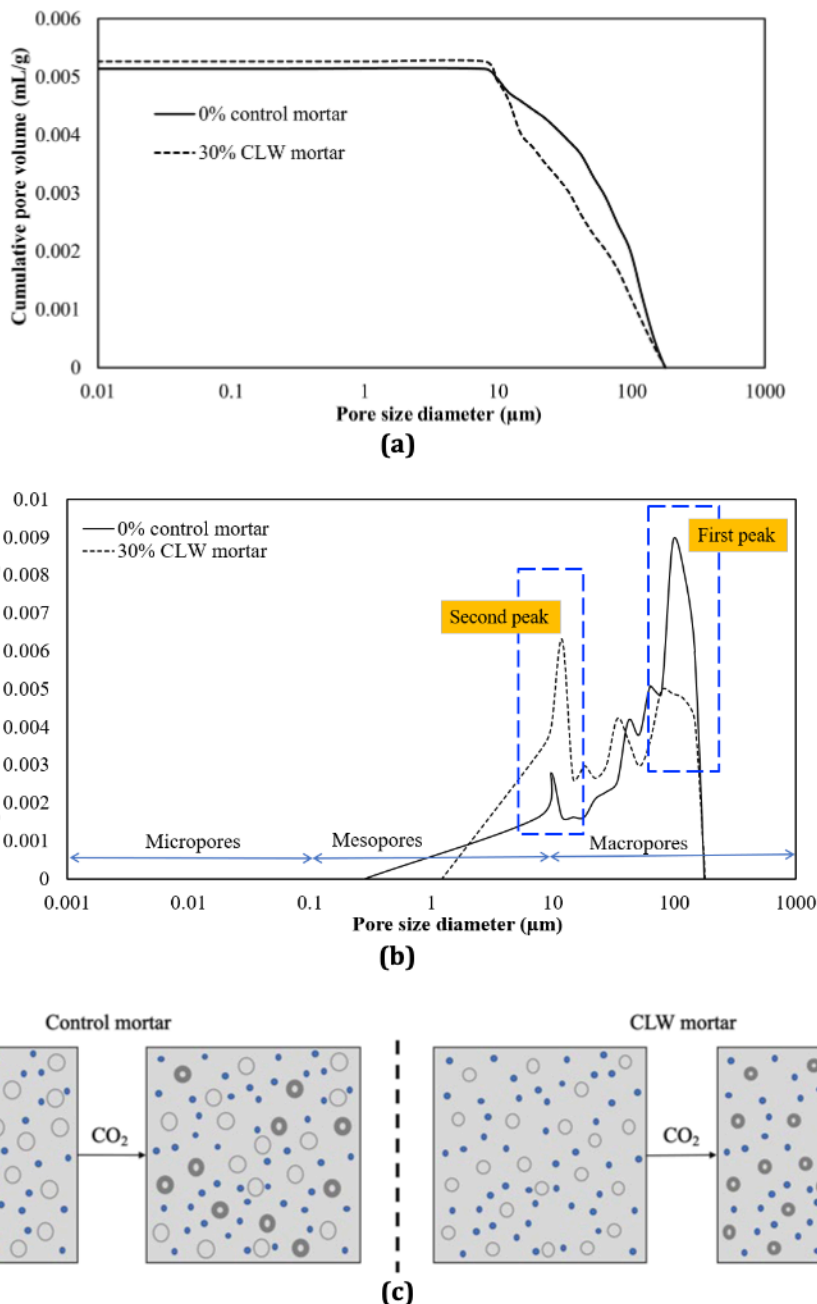 0.006
0.005
0.004
0.003
0.002
0.001
0
Cumulative pore volume (mL/g)
0% control mortar
30% CLW mortar
0.01 0.1 1 10 100 1000
Pore size diameter (µm)
(a)
0.01
0.009
0.008
0.007
0.006
0.005
0.004
0.003
0.002
0.001
0
0% control mortar
30% CLW mortar
First peak
Second peak
Micropores Mesopores Macropores
0.001 0.01 0.1 1 10 100 1000
Pore size diameter (µm)
(b)
Control mortar CLW mortar
CO₂ CO₂
(c)